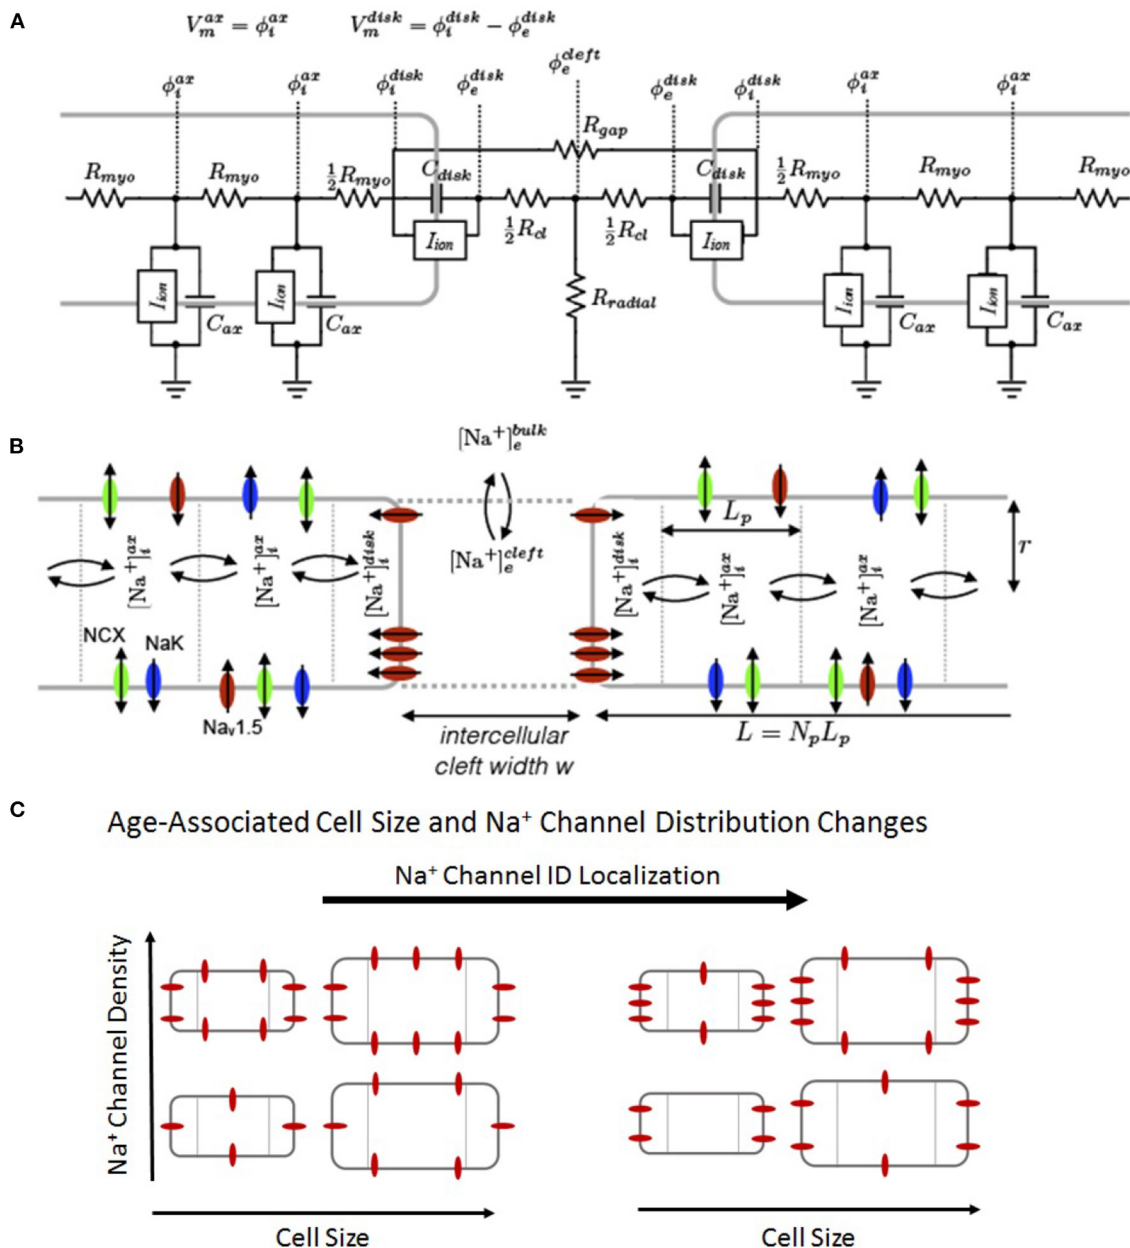 A
V_m^{ax} = ϕ_i^{ax} V_m^{disk} = ϕ_i^{disk} − ϕ_e^{disk}
ϕ_i^{ax} ϕ_i^{ax} ϕ_i^{disk} ϕ_e^{disk} ϕ_e^{cleft} ϕ_e^{disk} ϕ_i^{disk} ϕ_i^{ax} ϕ_i^{ax}
R_{gap}
R_{myo} R_{myo} ½R_{myo} C_{disk} C_{disk} ½R_{myo} R_{myo} R_{myo}
I_{ion} ½R_{cl} ½R_{cl} I_{ion}
I_{ion} C_{ax} I_{ion} C_{ax} R_{radial} I_{ion} C_{ax} I_{ion} C_{ax}
B
[Na⁺]_e^{bulk}
[Na⁺]_e^{cleft}
L_p
r
[Na⁺]_i^{ax} [Na⁺]_i^{ax} [Na⁺]_i^{disk} [Na⁺]_i^{disk} [Na⁺]_i^{ax} [Na⁺]_i^{ax}
NCX NaK
Naᵥ1.5
intercellular
cleft width w
L = N_pL_p
C
Age-Associated Cell Size and Na⁺ Channel Distribution Changes
Na⁺ Channel ID Localization
Na⁺ Channel Density
Cell Size Cell Size